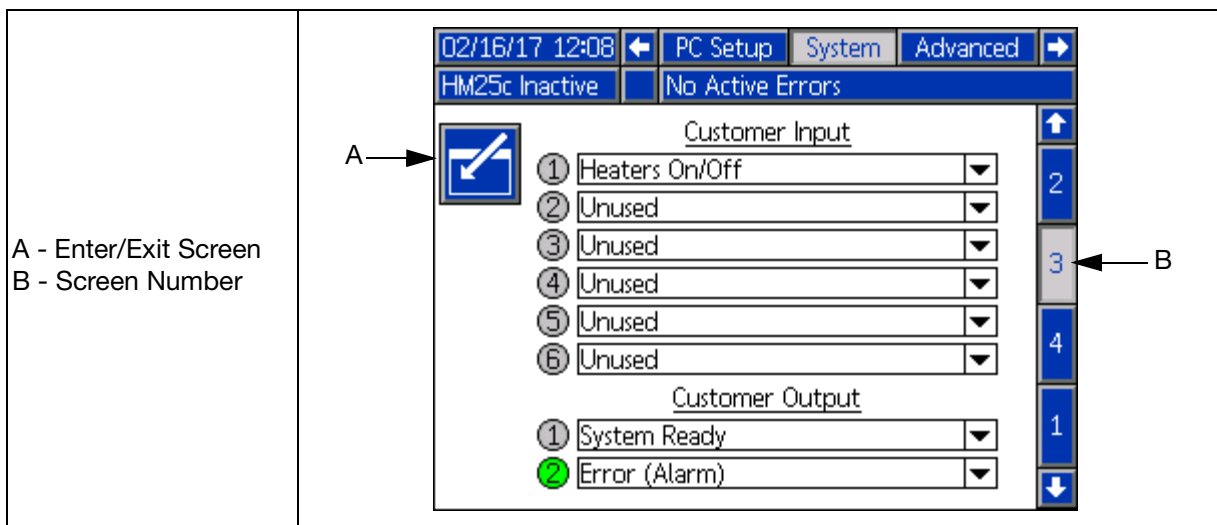 A - Enter/Exit Screen
B - Screen Number
02/16/17 12:08 PC Setup System Advanced
HM25c Inactive No Active Errors
A
Customer Input
1 Heaters On/Off
2 Unused
3 Unused
4 Unused
5 Unused
6 Unused
Customer Output
1 System Ready
2 Error (Alarm)
2
3
B
4
1